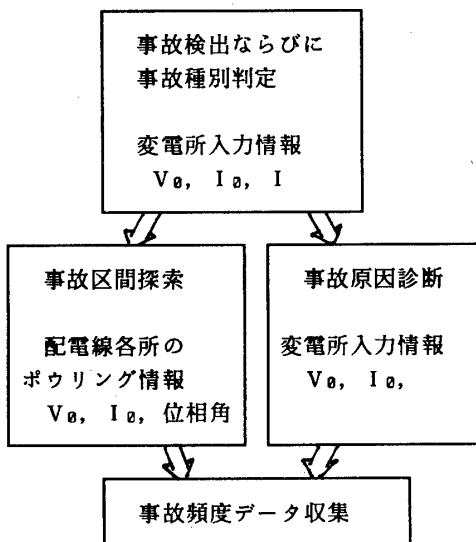 事故検出ならびに
事故種別判定
変電所入力情報
V0, I0, I
事故区間探索
配電線各所の
ポウリング情報
V0, I0, 位相角
事故原因診断
変電所入力情報
V0, I0,
事故頻度データ収集